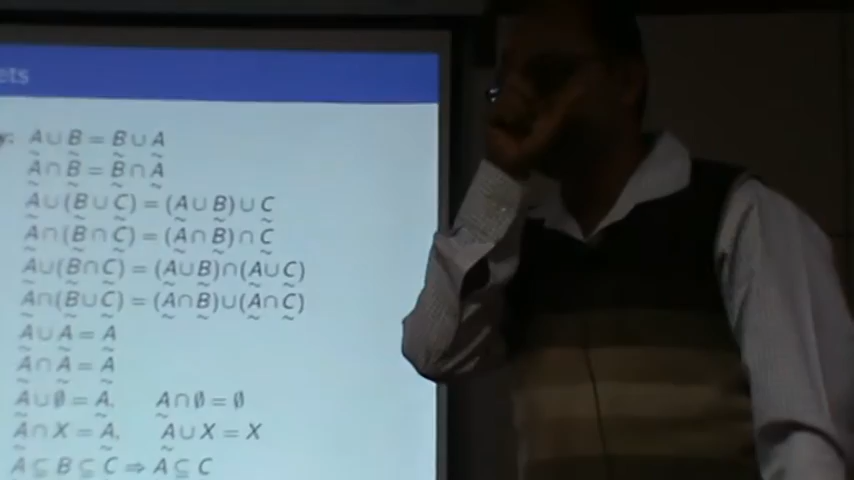 ets
y: A̰ ∪ B̰ = B̰ ∪ A̰
A̰ ∩ B̰ = B̰ ∩ A̰
A̰ ∪ (B̰ ∪ C̰) = (A̰ ∪ B̰) ∪ C̰
A̰ ∩ (B̰ ∩ C̰) = (A̰ ∩ B̰) ∩ C̰
A̰ ∪ (B̰ ∩ C̰) = (A̰ ∪ B̰) ∩ (A̰ ∪ C̰)
A̰ ∩ (B̰ ∪ C̰) = (A̰ ∩ B̰) ∪ (A̰ ∩ C̰)
A̰ ∪ A̰ = A̰
A̰ ∩ A̰ = A̰
A̰ ∪ ∅ = A̰, A̰ ∩ ∅ = ∅
A̰ ∩ X = A̰, A̰ ∪ X = X
A ⊆ B ⊆ C ⇒ A ⊆ C